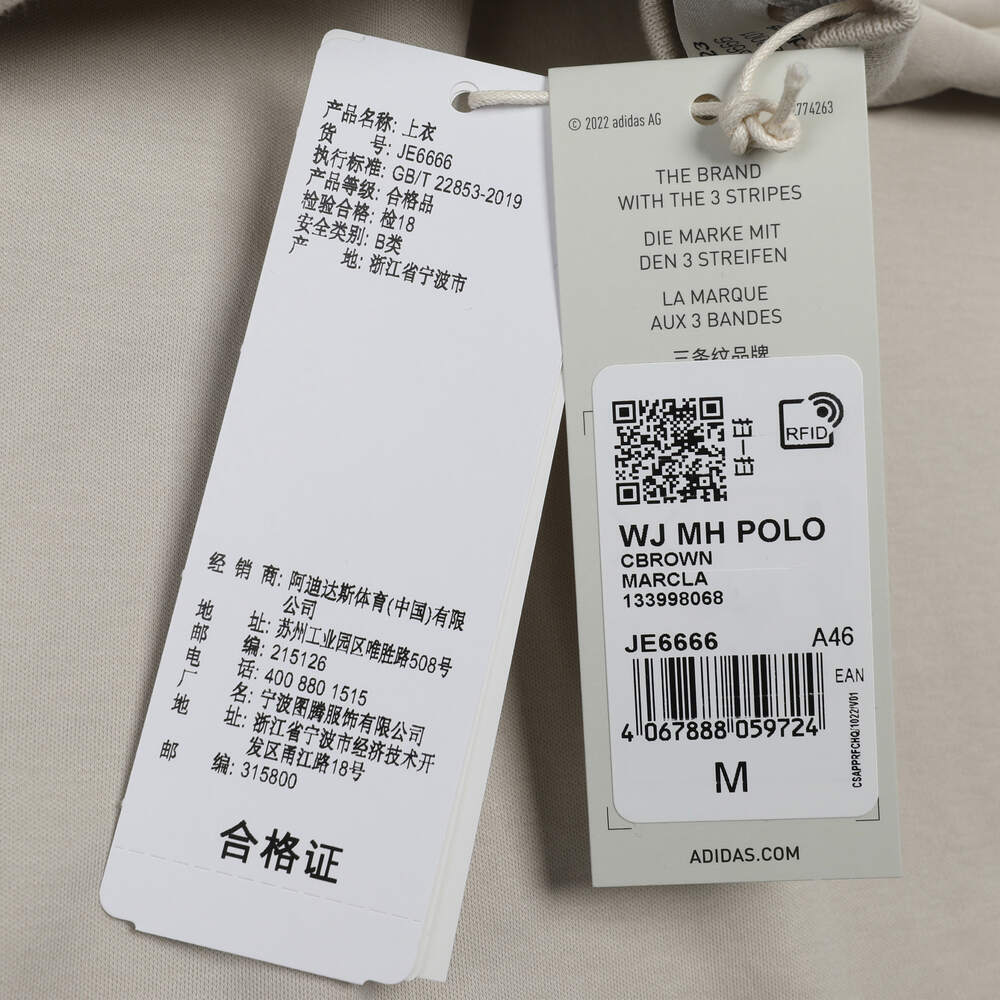 产品名称: 上衣
货 号: JE6666
执行标准: GB/T 22853-2019
产品等级: 合格品
检验合格: 检18
安全类别: B类
产 地: 浙江省宁波市
经 销 商: 阿迪达斯体育(中国)有限
公司
地 址: 苏州工业园区唯胜路508号
邮 编: 215126
电 话: 400 880 1515
厂 名: 宁波图腾服饰有限公司
地 址: 浙江省宁波市经济技术开
发区甬江路18号
邮 编: 315800
合格证
© 2022 adidas AG
774263
THE BRAND
WITH THE 3 STRIPES
DIE MARKE MIT
DEN 3 STREIFEN
LA MARQUE
AUX 3 BANDES
三条纹品牌
扫一扫
RFID
WJ MH POLO
CBROWN
MARCLA
133998068
JE6666 A46
EAN
4 067888 059724
CSAPPRFCHQ/1022/V01
M
ADIDAS.COM